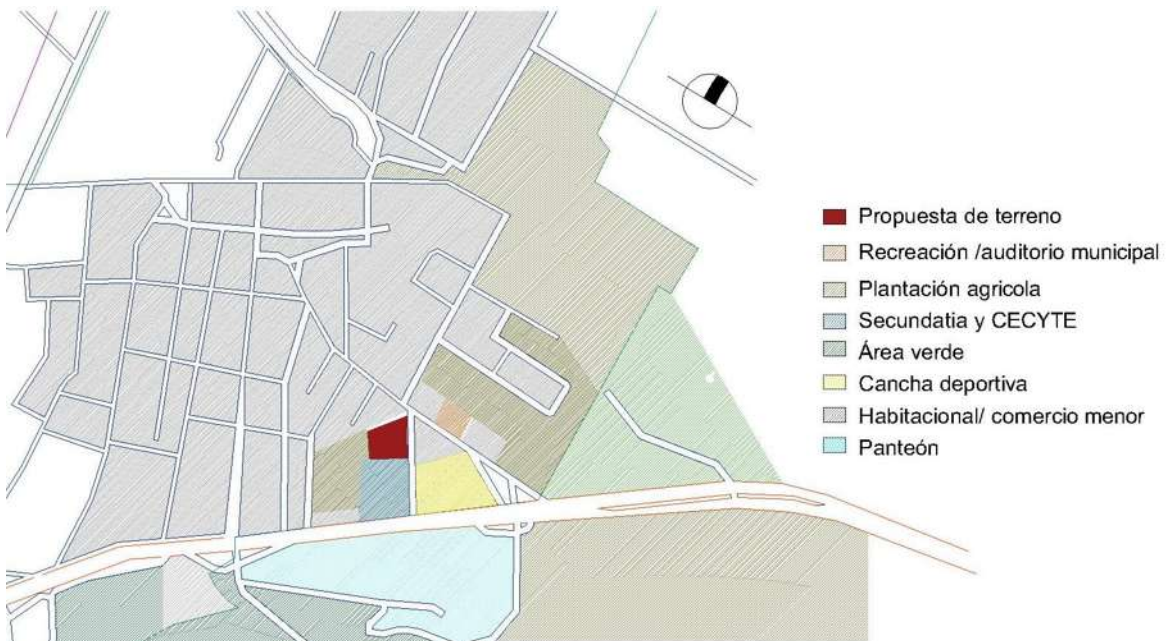 Propuesta de terreno
Recreación /auditorio municipal
Plantación agricola
Secundatia y CECYTE
Área verde
Cancha deportiva
Habitacional/ comercio menor
Panteón